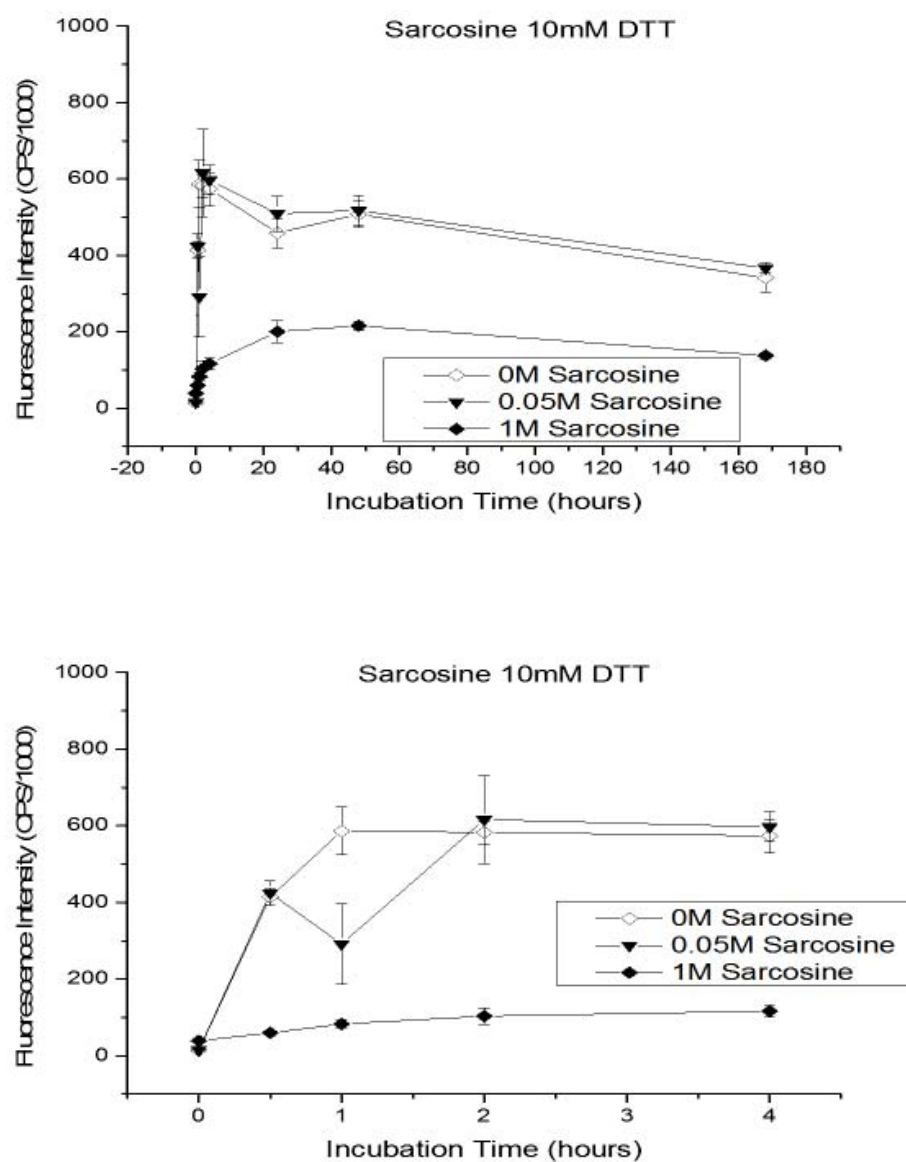 Sarcosine 10mM DTT
1000
800
600
400
200
0
Fluorescence Intensity (CPS/1000)
0M Sarcosine
0.05M Sarcosine
1M Sarcosine
-20 0 20 40 60 80 100 120 140 160 180
Incubation Time (hours)
Sarcosine 10mM DTT
1000
800
600
400
200
0
Fluorescence Intensity (CPS/1000)
0M Sarcosine
0.05M Sarcosine
1M Sarcosine
0 1 2 3 4
Incubation Time (hours)